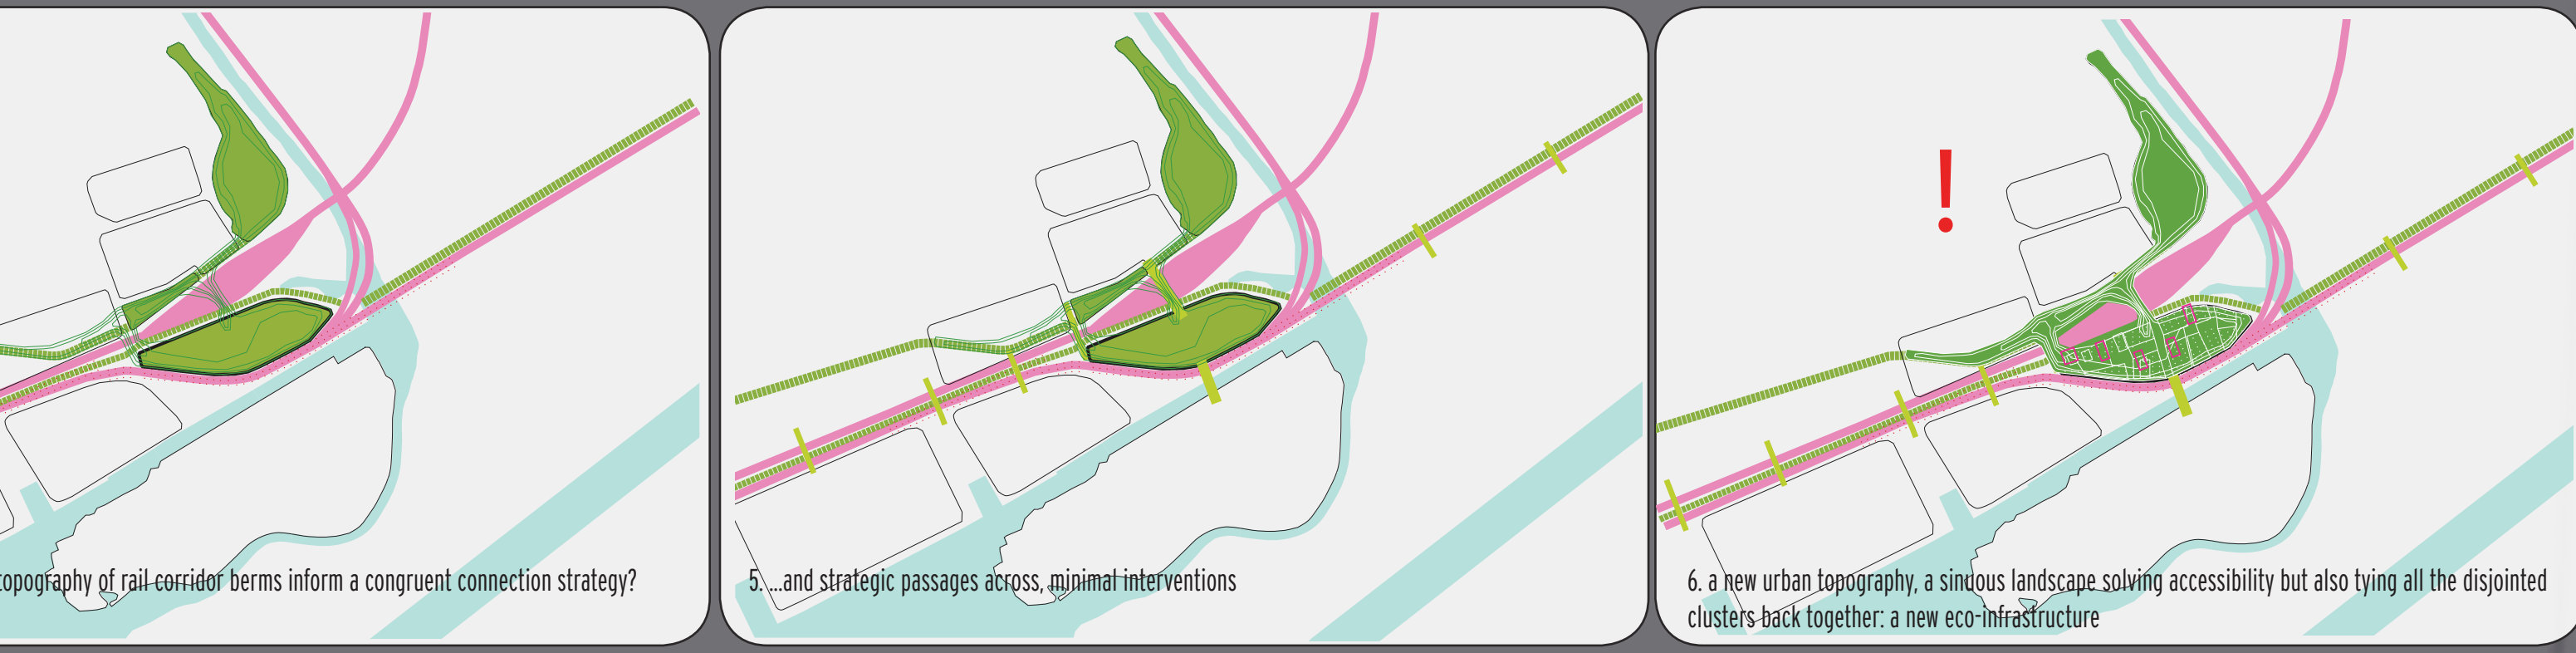 topography of rail corridor berms inform a congruent connection strategy?
5. ...and strategic passages across, minimal interventions
!
6. a new urban topography, a sinuous landscape solving accessibility but also tying all the disjointed
clusters back together: a new eco-infrastructure